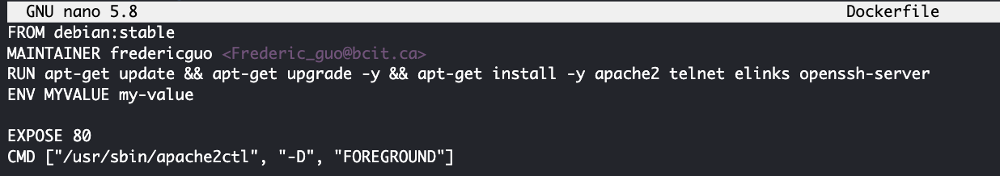 GNU nano 5.8 Dockerfile
FROM debian:stable
MAINTAINER fredericguo <Frederic_guo@bcit.ca>
RUN apt-get update && apt-get upgrade -y && apt-get install -y apache2 telnet elinks openssh-server
ENV MYVALUE my-value
EXPOSE 80
CMD ["/usr/sbin/apache2ctl", "-D", "FOREGROUND"]